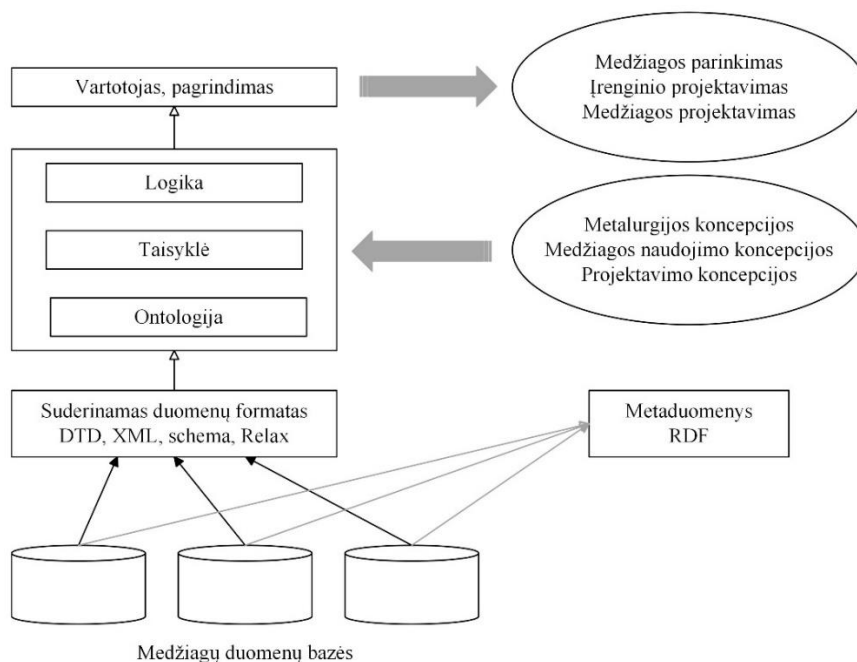 Vartotojas, pagrindimas
Medžiagos parinkimas
Įrenginio projektavimas
Medžiagos projektavimas
Logika
Taisyklė
Ontologija
Metalurgijos koncepcijos
Medžiagos naudojimo koncepcijos
Projektavimo koncepcijos
Suderinamas duomenų formatas
DTD, XML, schema, Relax
Metaduomenys
RDF
Medžiagų duomenų bazės